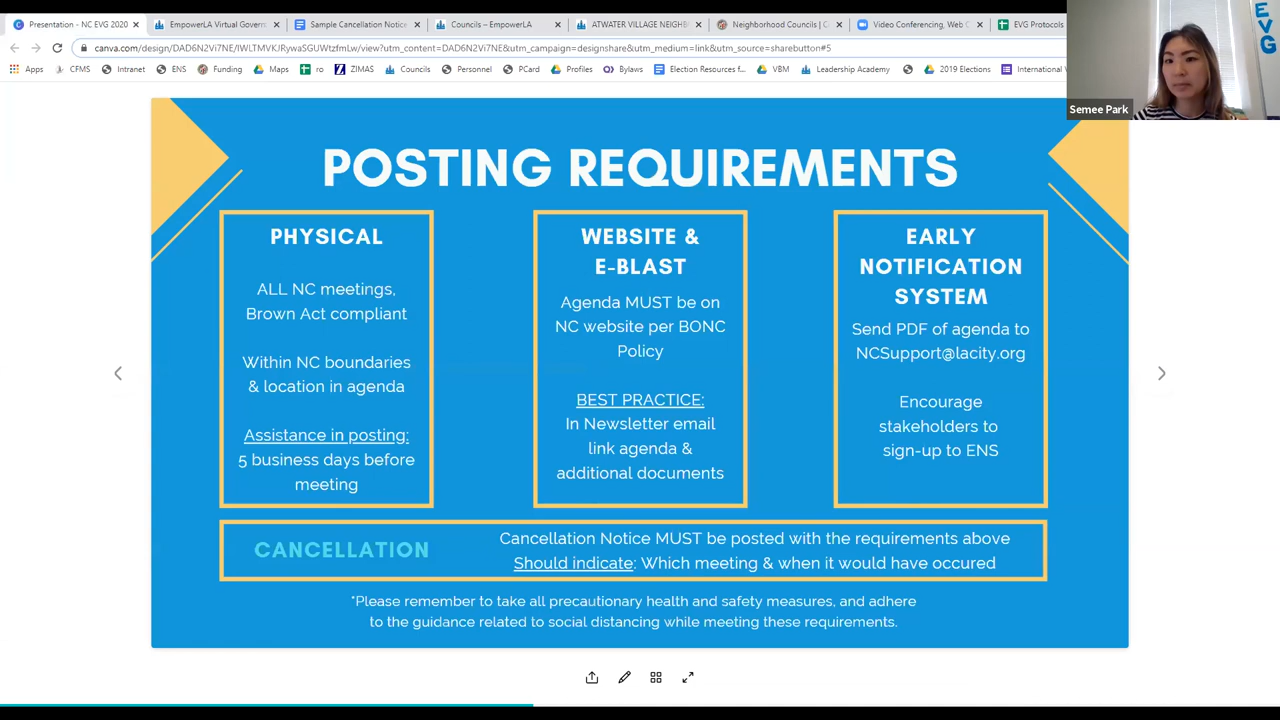 Presentation - NC EVG 2020
EmpowerLA Virtual Govern
Sample Cancellation Notice
Councils – EmpowerLA
ATWATER VILLAGE NEIGHB
Neighborhood Councils | C
Video Conferencing, Web C
EVG Protocols
canva.com/design/DAD6N2Vi7NE/IWLTMVKJRywaSGUWtzfmLw/view?utm_content=DAD6N2Vi7NE&utm_campaign=designshare&utm_medium=link&utm_source=sharebutton#5
Apps CFMS Intranet ENS Funding Maps ro ZIMAS Councils Personnel PCard Profiles Bylaws Election Resources f... VBM Leadership Academy 2019 Elections International V
EVG
Semee Park
POSTING REQUIREMENTS
PHYSICAL
ALL NC meetings,
Brown Act compliant
Within NC boundaries
& location in agenda
Assistance in posting:
5 business days before
meeting
WEBSITE &
E-BLAST
Agenda MUST be on
NC website per BONC
Policy
BEST PRACTICE:
In Newsletter email
link agenda &
additional documents
EARLY
NOTIFICATION
SYSTEM
Send PDF of agenda to
NCSupport@lacity.org
Encourage
stakeholders to
sign-up to ENS
CANCELLATION
Cancellation Notice MUST be posted with the requirements above
Should indicate: Which meeting & when it would have occured
*Please remember to take all precautionary health and safety measures, and adhere
to the guidance related to social distancing while meeting these requirements.